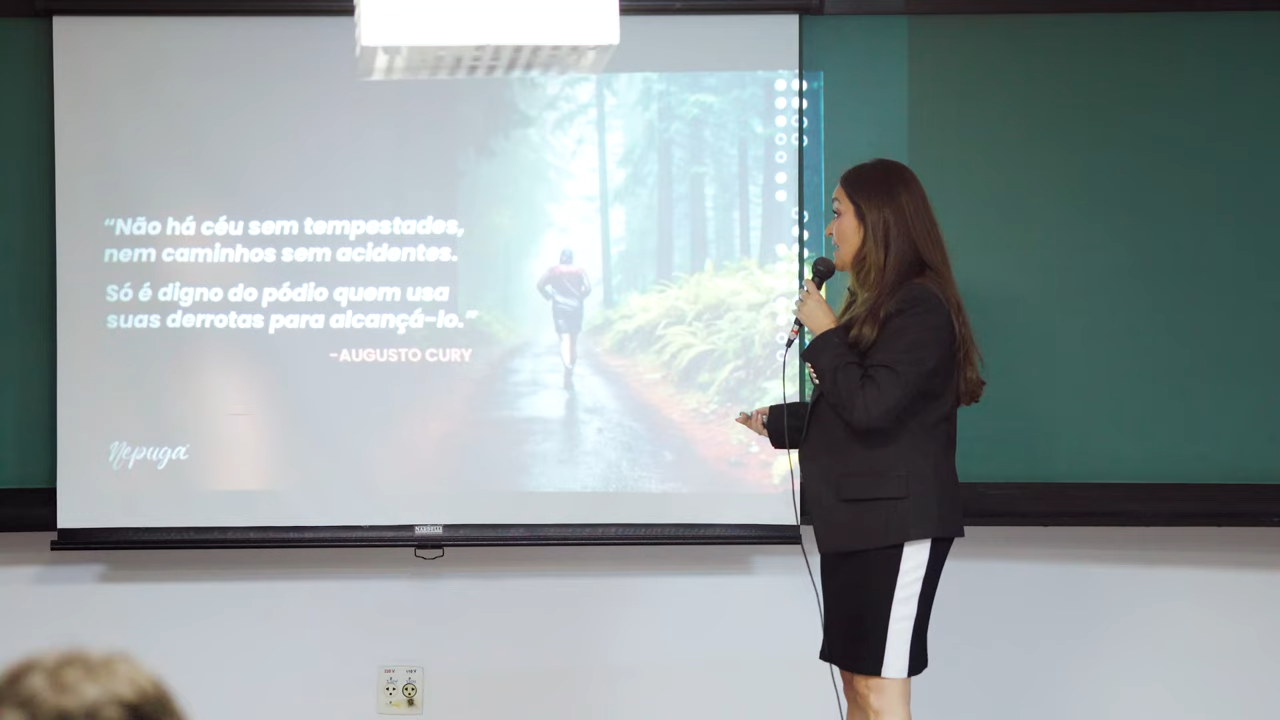 “Não há céu sem tempestades,
nem caminhos sem acidentes.
Só é digno do pódio quem usa
suas derrotas para alcançá-lo.”
-AUGUSTO CURY
Nepuga